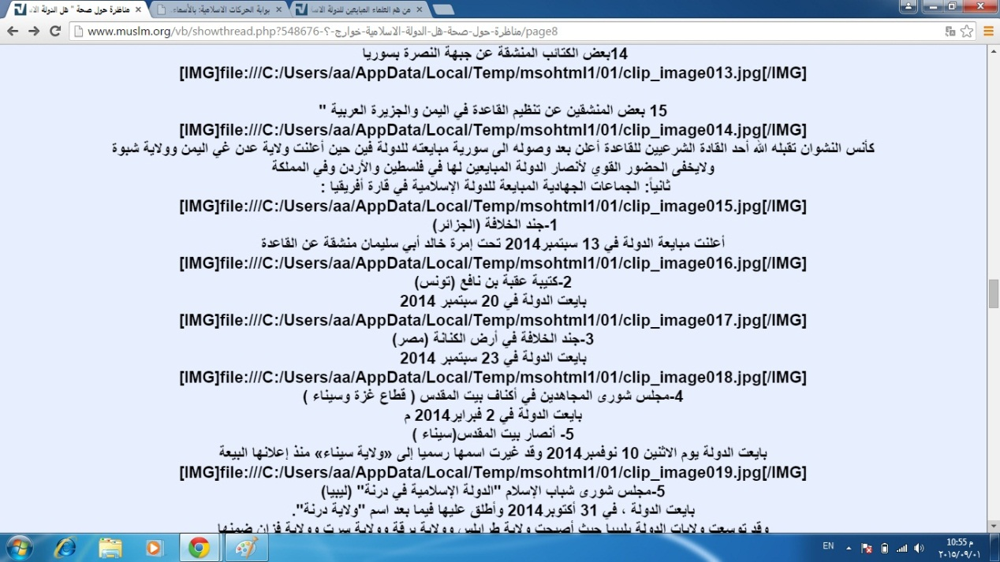 مناظرة حول صحة " هل الدولة الا
بوابة الحركات الاسلامية: بالأسماء
من هم العلماء المبايعين للدولة الاسا
www.muslm.org/vb/showthread.php?548676-مناظرة-حول-صحة-هل-الدولة-الاسلامية-خوارج-؟/page8
14بعض الكتائب المنشقة عن جبهة النصرة بسوريا
[IMG]file:///C:/Users/aa/AppData/Local/Temp/msohtml1/01/clip_image013.jpg[/IMG]
15 بعض المنشقين عن تنظيم القاعدة في اليمن والجزيرة العربية "
[IMG]file:///C:/Users/aa/AppData/Local/Temp/msohtml1/01/clip_image014.jpg[/IMG]
كأنس النشوان تقبله الله أحد القادة الشرعيين للقاعدة أعلن بعد وصوله الى سورية مبايعته للدولة فين حين أعلنت ولاية عدن غي اليمن وولاية شبوة
ولايخفى الحضور القوي لأنصار الدولة المبايعين لها في فلسطين والأردن وفي المملكة
ثانياً: الجماعات الجهادية المبايعة للدولة الإسلامية في قارة أفريقيا :
[IMG]file:///C:/Users/aa/AppData/Local/Temp/msohtml1/01/clip_image015.jpg[/IMG]
1-جند الخلافة (الجزائر)
أعلنت مبايعة الدولة في 13 سبتمبر2014 تحت إمرة خالد أبي سليمان منشقة عن القاعدة
[IMG]file:///C:/Users/aa/AppData/Local/Temp/msohtml1/01/clip_image016.jpg[/IMG]
2-كتيبة عقبة بن نافع (تونس)
بايعت الدولة في 20 سبتمبر 2014
[IMG]file:///C:/Users/aa/AppData/Local/Temp/msohtml1/01/clip_image017.jpg[/IMG]
3-جند الخلافة في أرض الكنانة (مصر)
بايعت الدولة في 23 سبتمبر 2014
[IMG]file:///C:/Users/aa/AppData/Local/Temp/msohtml1/01/clip_image018.jpg[/IMG]
4-مجلس شورى المجاهدين في أكناف بيت المقدس ( قطاع غزة وسيناء )
بايعت الدولة في 2 فبراير2014 م
5- أنصار بيت المقدس(سيناء )
بايعت الدولة يوم الاثنين 10 نوفمبر2014 وقد غيرت اسمها رسميا إلى «ولاية سيناء» منذ إعلانها البيعة
[IMG]file:///C:/Users/aa/AppData/Local/Temp/msohtml1/01/clip_image019.jpg[/IMG]
5-مجلس شورى شباب الإسلام "الدولة الإسلامية في درنة" (ليبيا)
بايعت الدولة ، في 31 أكتوبر2014 وأطلق عليها فيما بعد اسم "ولاية درنة".
وقد توسعت ولايات الدولة بليبيا حيث أصبحت ولاية طرابلس وولاية برقة وولاية سرت وولاية فزان ضمنها
EN
10:55 م
٢٠١٥/٠٩/٠١